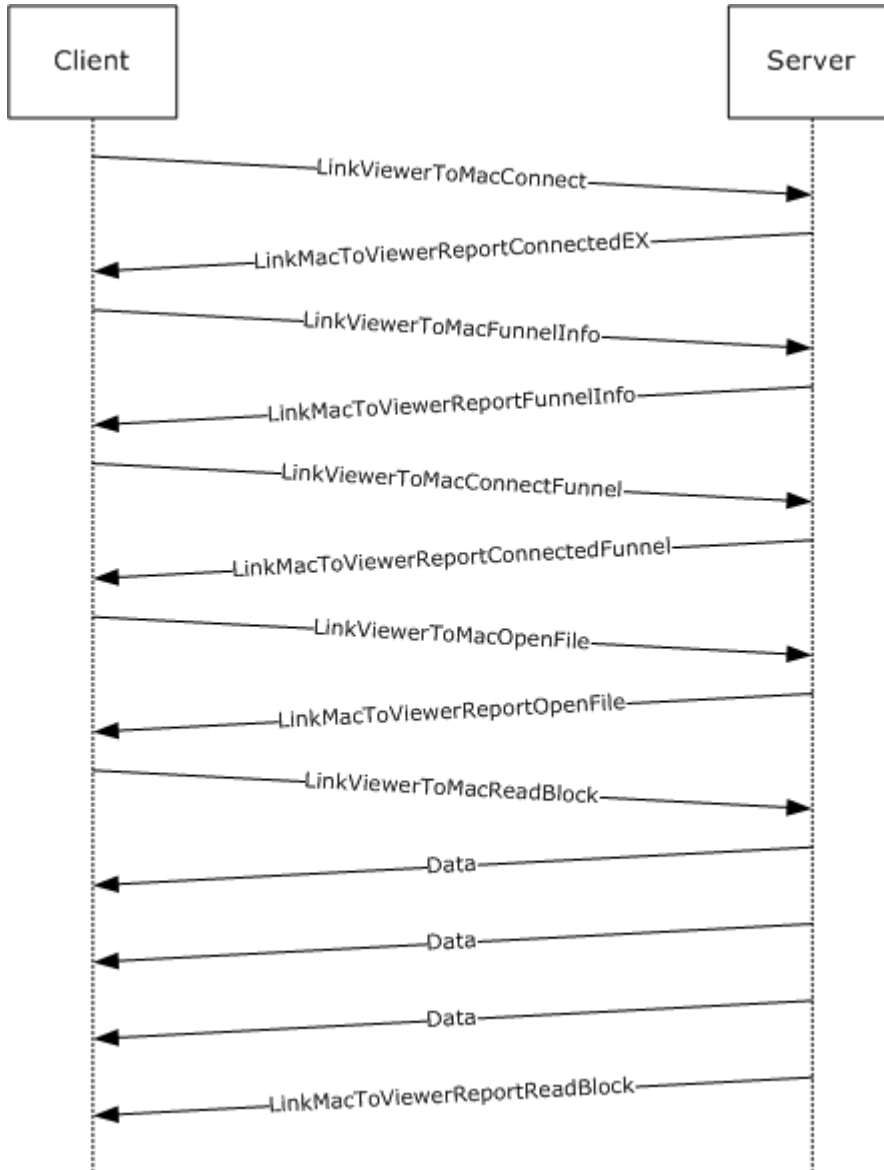 Client
Server
LinkViewerToMacConnect
LinkMacToViewerReportConnectedEX
LinkViewerToMacFunnelInfo
LinkMacToViewerReportFunnelInfo
LinkViewerToMacConnectFunnel
LinkMacToViewerReportConnectedFunnel
LinkViewerToMacOpenFile
LinkMacToViewerReportOpenFile
LinkViewerToMacReadBlock
Data
Data
Data
LinkMacToViewerReportReadBlock